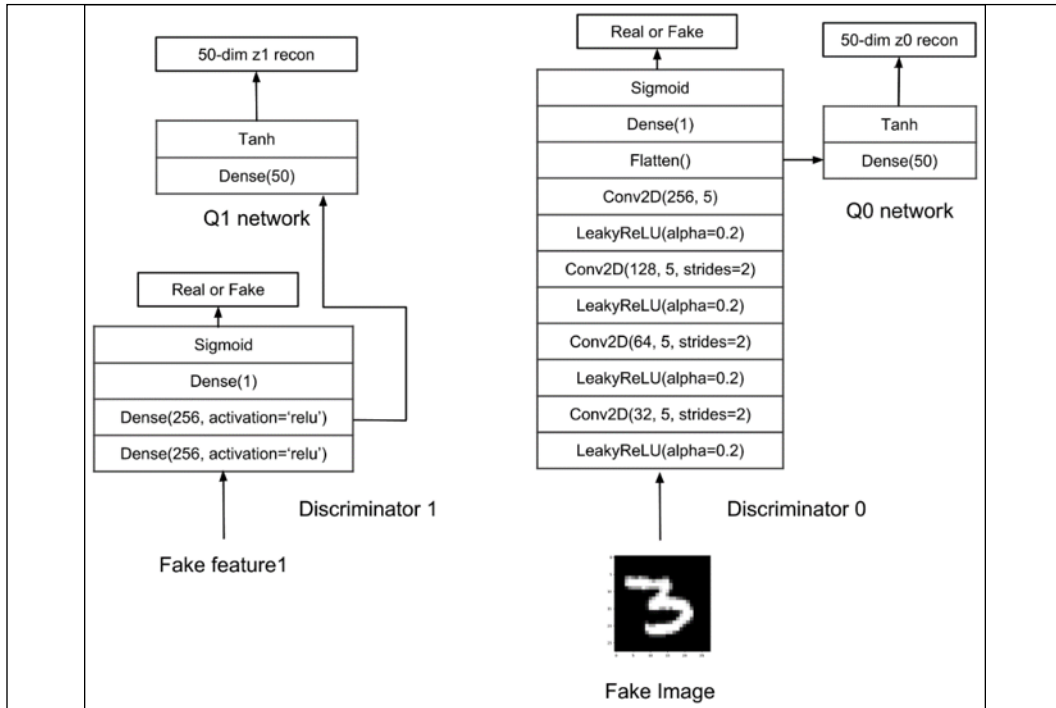 50-dim z1 recon
Tanh
Dense(50)
Q1 network
Real or Fake
Sigmoid
Dense(1)
Dense(256, activation=‘relu’)
Dense(256, activation=‘relu’)
Discriminator 1
Fake feature1
Real or Fake
Sigmoid
Dense(1)
Flatten()
Conv2D(256, 5)
LeakyReLU(alpha=0.2)
Conv2D(128, 5, strides=2)
LeakyReLU(alpha=0.2)
Conv2D(64, 5, strides=2)
LeakyReLU(alpha=0.2)
Conv2D(32, 5, strides=2)
LeakyReLU(alpha=0.2)
Discriminator 0
50-dim z0 recon
Tanh
Dense(50)
Q0 network
3
Fake Image